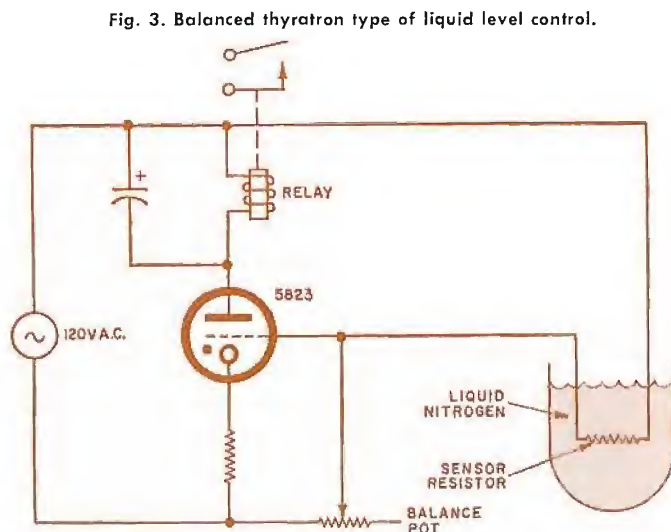 Fig. 3. Balanced thyratron type of liquid level control.
+
RELAY
5823
120V A.C.
LIQUID
NITROGEN
SENSOR
RESISTOR
BALANCE
POT